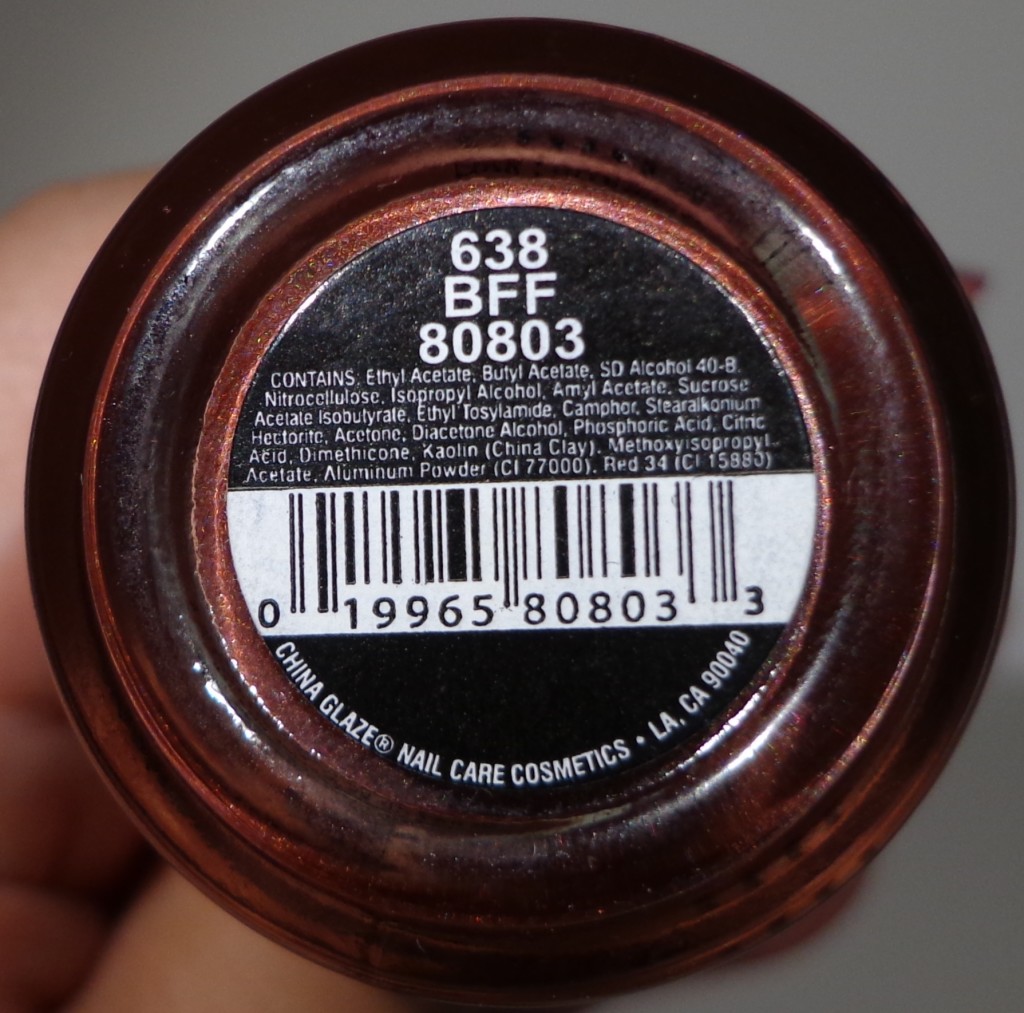 638
BFF
80803
CONTAINS: Ethyl Acetate, Butyl Acetate, SD Alcohol 40-B,
Nitrocellulose, Isopropyl Alcohol, Amyl Acetate, Sucrose
Acetate Isobutyrate, Ethyl Tosylamide, Camphor, Stearalkonium
Hectorite, Acetone, Diacetone Alcohol, Phosphoric Acid, Citric
Acid, Dimethicone, Kaolin (China Clay), Methoxyisopropyl
Acetate, Aluminum Powder (CI 77000), Red 34 (CI 15880)
0 19965 80803 3
CHINA GLAZE® NAIL CARE COSMETICS • LA, CA 90040